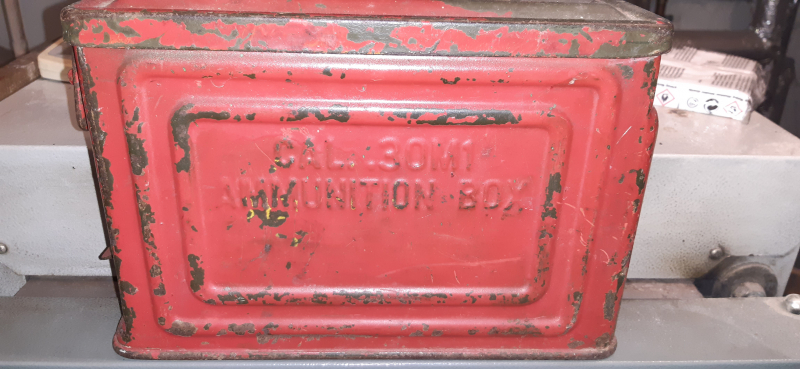 CAL. .30M1
AMMUNITION BOX